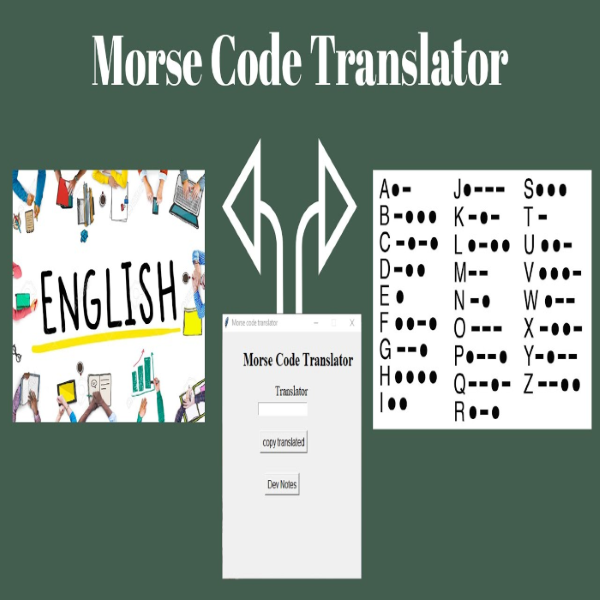 Morse Code Translator
ENGLISH
Morse code translator
Morse Code Translator
Translator
copy translated
Dev Notes
A●-
B-●●●
C-●-●
D-●●
E●
F●●-●
G--●
H●●●●
I●●
J●---
K-●-
L●-●●
M--
N-●
O---
P●--●
Q--●-
R●-●
S●●●
T-
U●●-
V●●●-
W●--
X-●●-
Y-●--
Z--●●